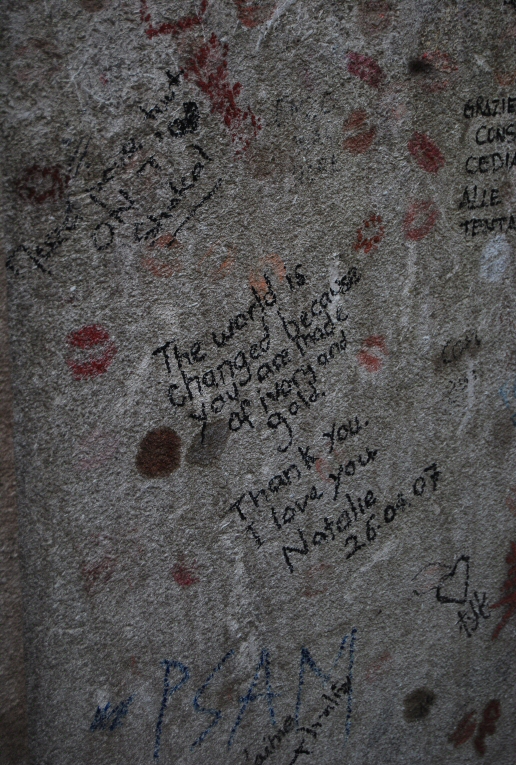 GRAZIE
CONS
CEDIA
ALLE
TENTA
The world is
changed because
you are made
of ivory and
gold.
Thank you.
I love you
Natalie
26.04.07
PSAM